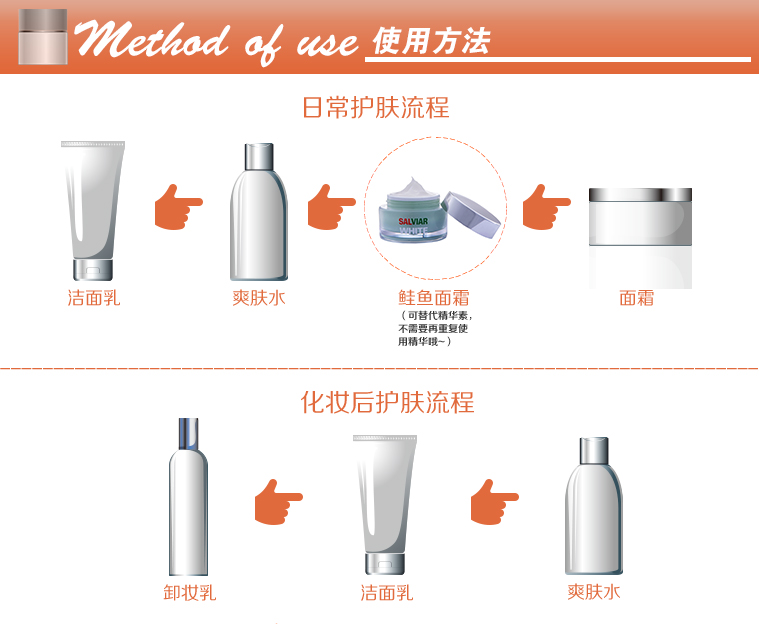 Method of use 使用方法
日常护肤流程
SALVIAR
WHITE
洁面乳
爽肤水
鲑鱼面霜
（可替代精华素，
不需要再重复使
用精华哦~）
面霜
化妆后护肤流程
卸妆乳
洁面乳
爽肤水